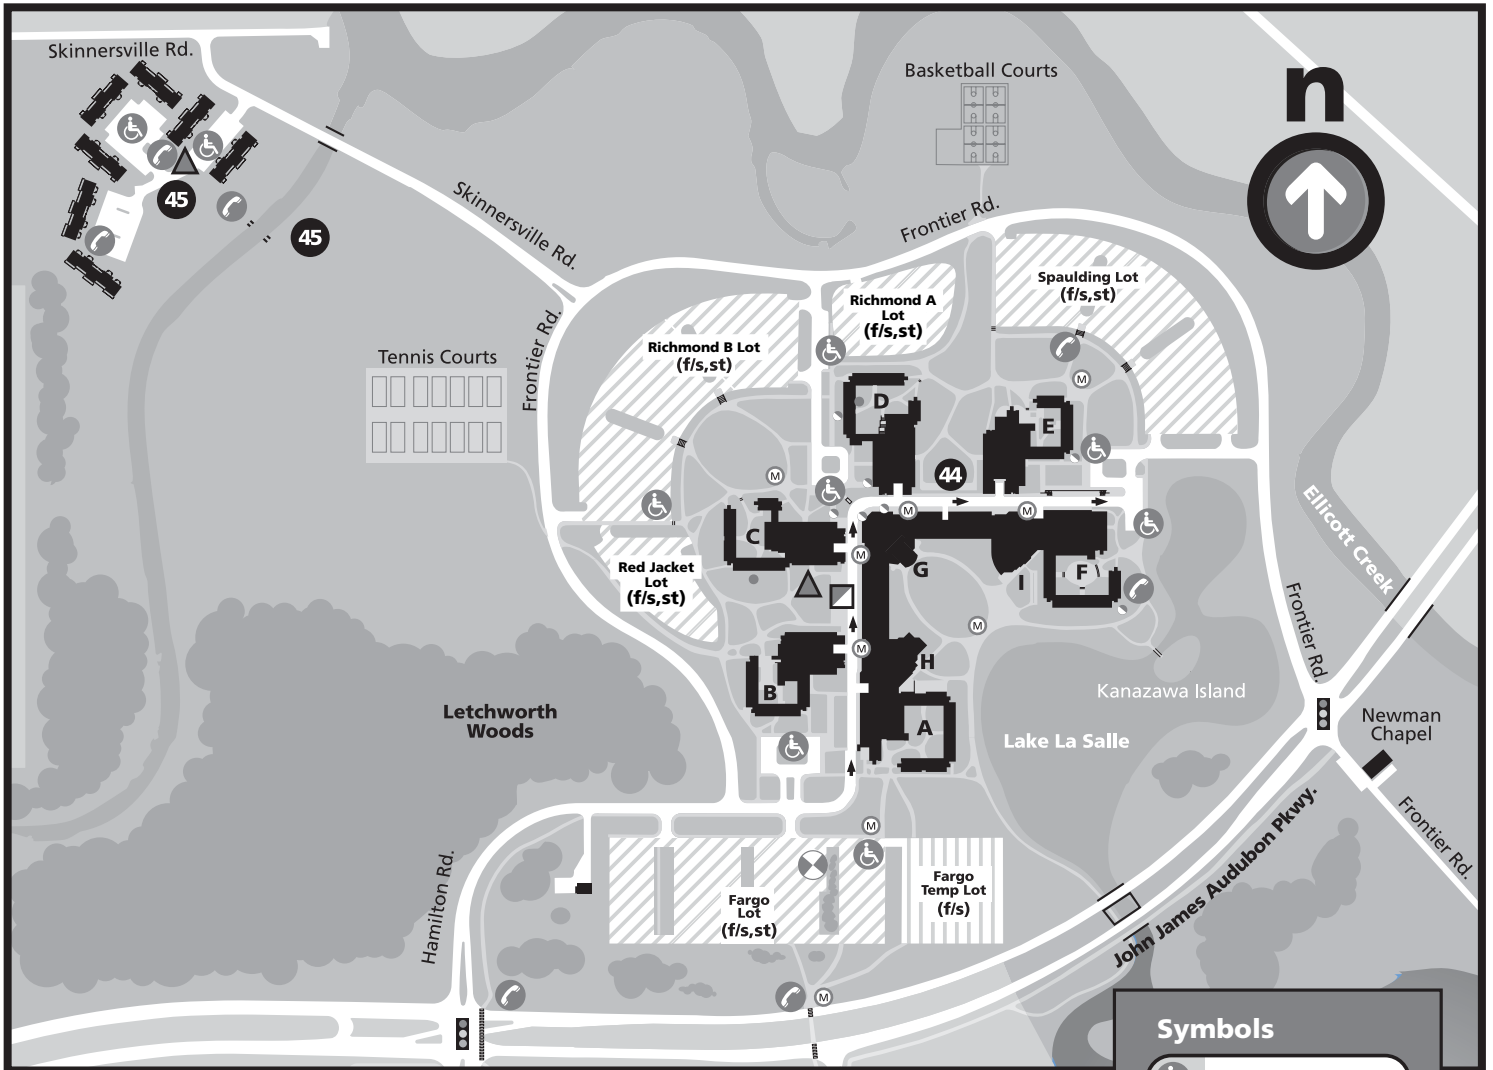 Skinnersville Rd.
Basketball Courts
n
45
45
Skinnersville Rd.
Frontier Rd.
Spaulding Lot
(f/s,st)
Richmond A
Lot
(f/s,st)
Richmond B Lot
(f/s,st)
Frontier Rd.
Tennis Courts
M
D
E
44
M
M
M
C
M
G
I
F
Red Jacket
Lot
(f/s,st)
Ellicott Creek
Frontier Rd.
M
M
H
B
A
Kanazawa Island
Lake La Salle
Letchworth
Woods
Newman
Chapel
Frontier Rd.
John James Audubon Pkwy.
M
Hamilton Rd.
Fargo
Lot
(f/s,st)
Fargo
Temp Lot
(f/s)
M
Symbols